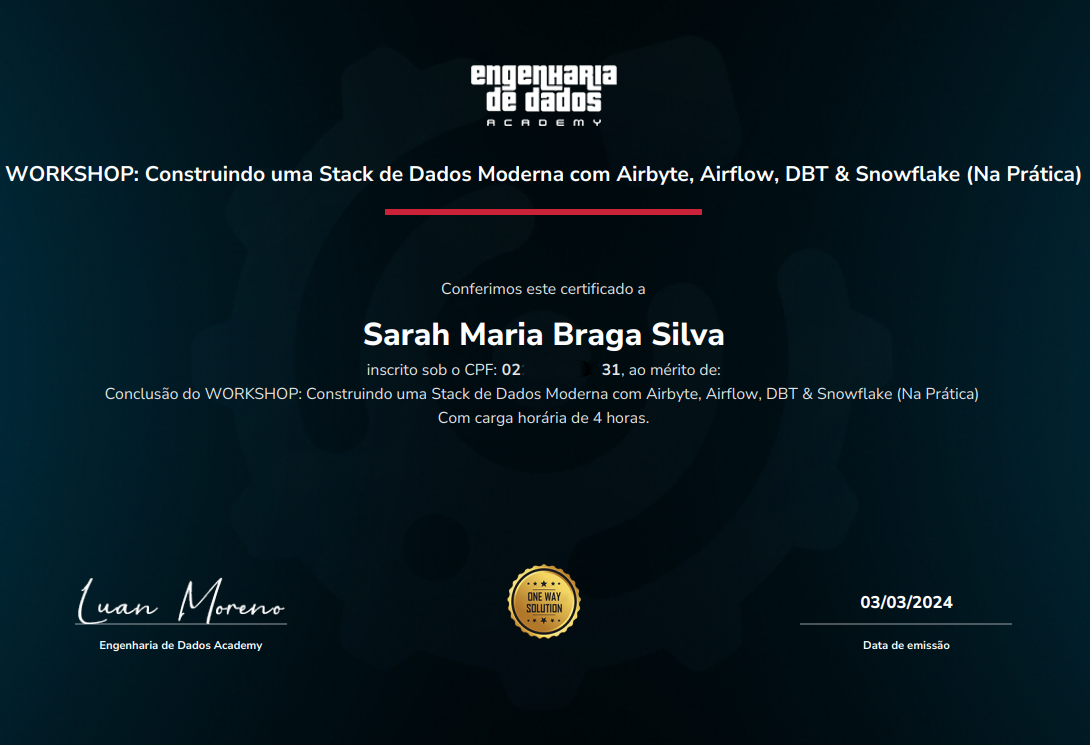 engenharia
de dados
ACADEMY
WORKSHOP: Construindo uma Stack de Dados Moderna com Airbyte, Airflow, DBT & Snowflake (Na Prática)
Conferimos este certificado a
Sarah Maria Braga Silva
inscrito sob o CPF: 02 31, ao mérito de:
Conclusão do WORKSHOP: Construindo uma Stack de Dados Moderna com Airbyte, Airflow, DBT & Snowflake (Na Prática)
Com carga horária de 4 horas.
Luan Moreno
Engenharia de Dados Academy
ONE WAY
SOLUTION
03/03/2024
Data de emissão